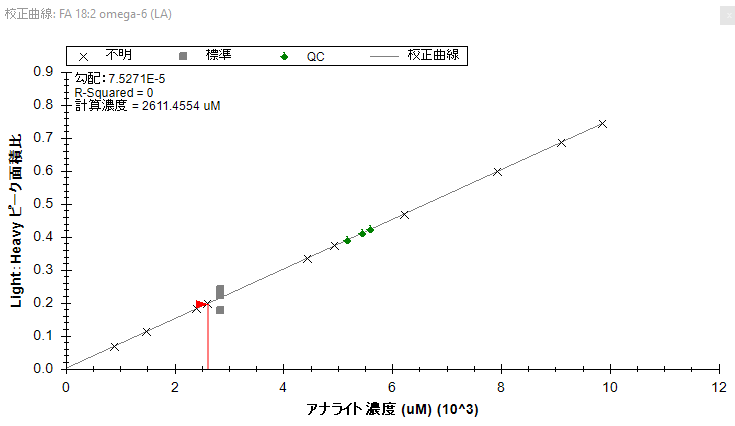 校正曲線: FA 18:2 omega-6 (LA)
不明 標準 QC 校正曲線
勾配: 7.5271E-5
R-Squared = 0
計算濃度 = 2611.4554 uM
0.9
0.8
0.7
0.6
0.5
0.4
0.3
0.2
0.1
0.0
Light: Heavy ピーク面積比
0 2 4 6 8 10 12
アナライト 濃度 (uM) (10^3)